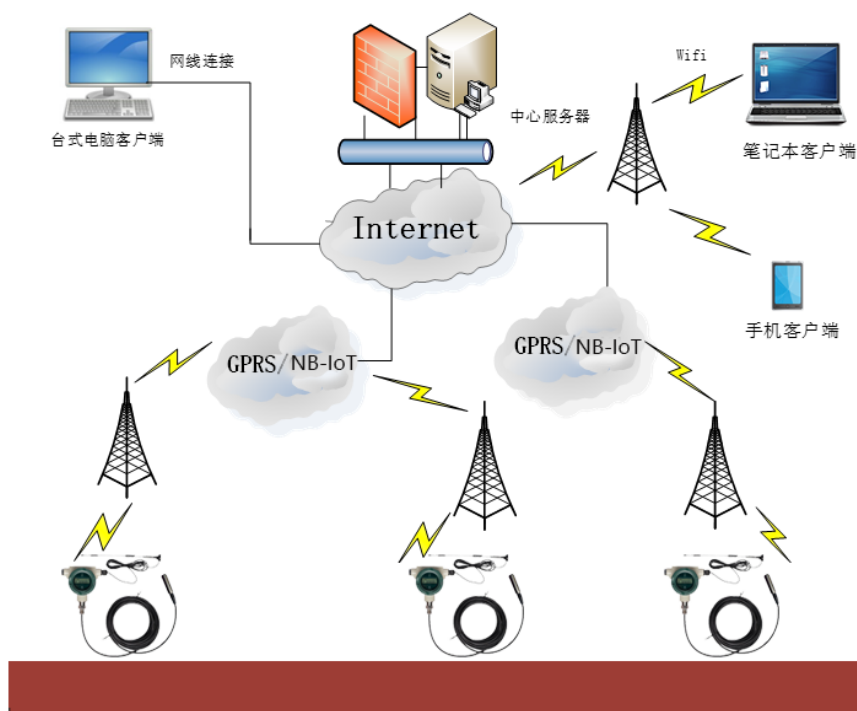 网线连接
Wifi
台式电脑客户端
中心服务器
笔记本客户端
Internet
手机客户端
GPRS/NB-IoT
GPRS/NB-IoT